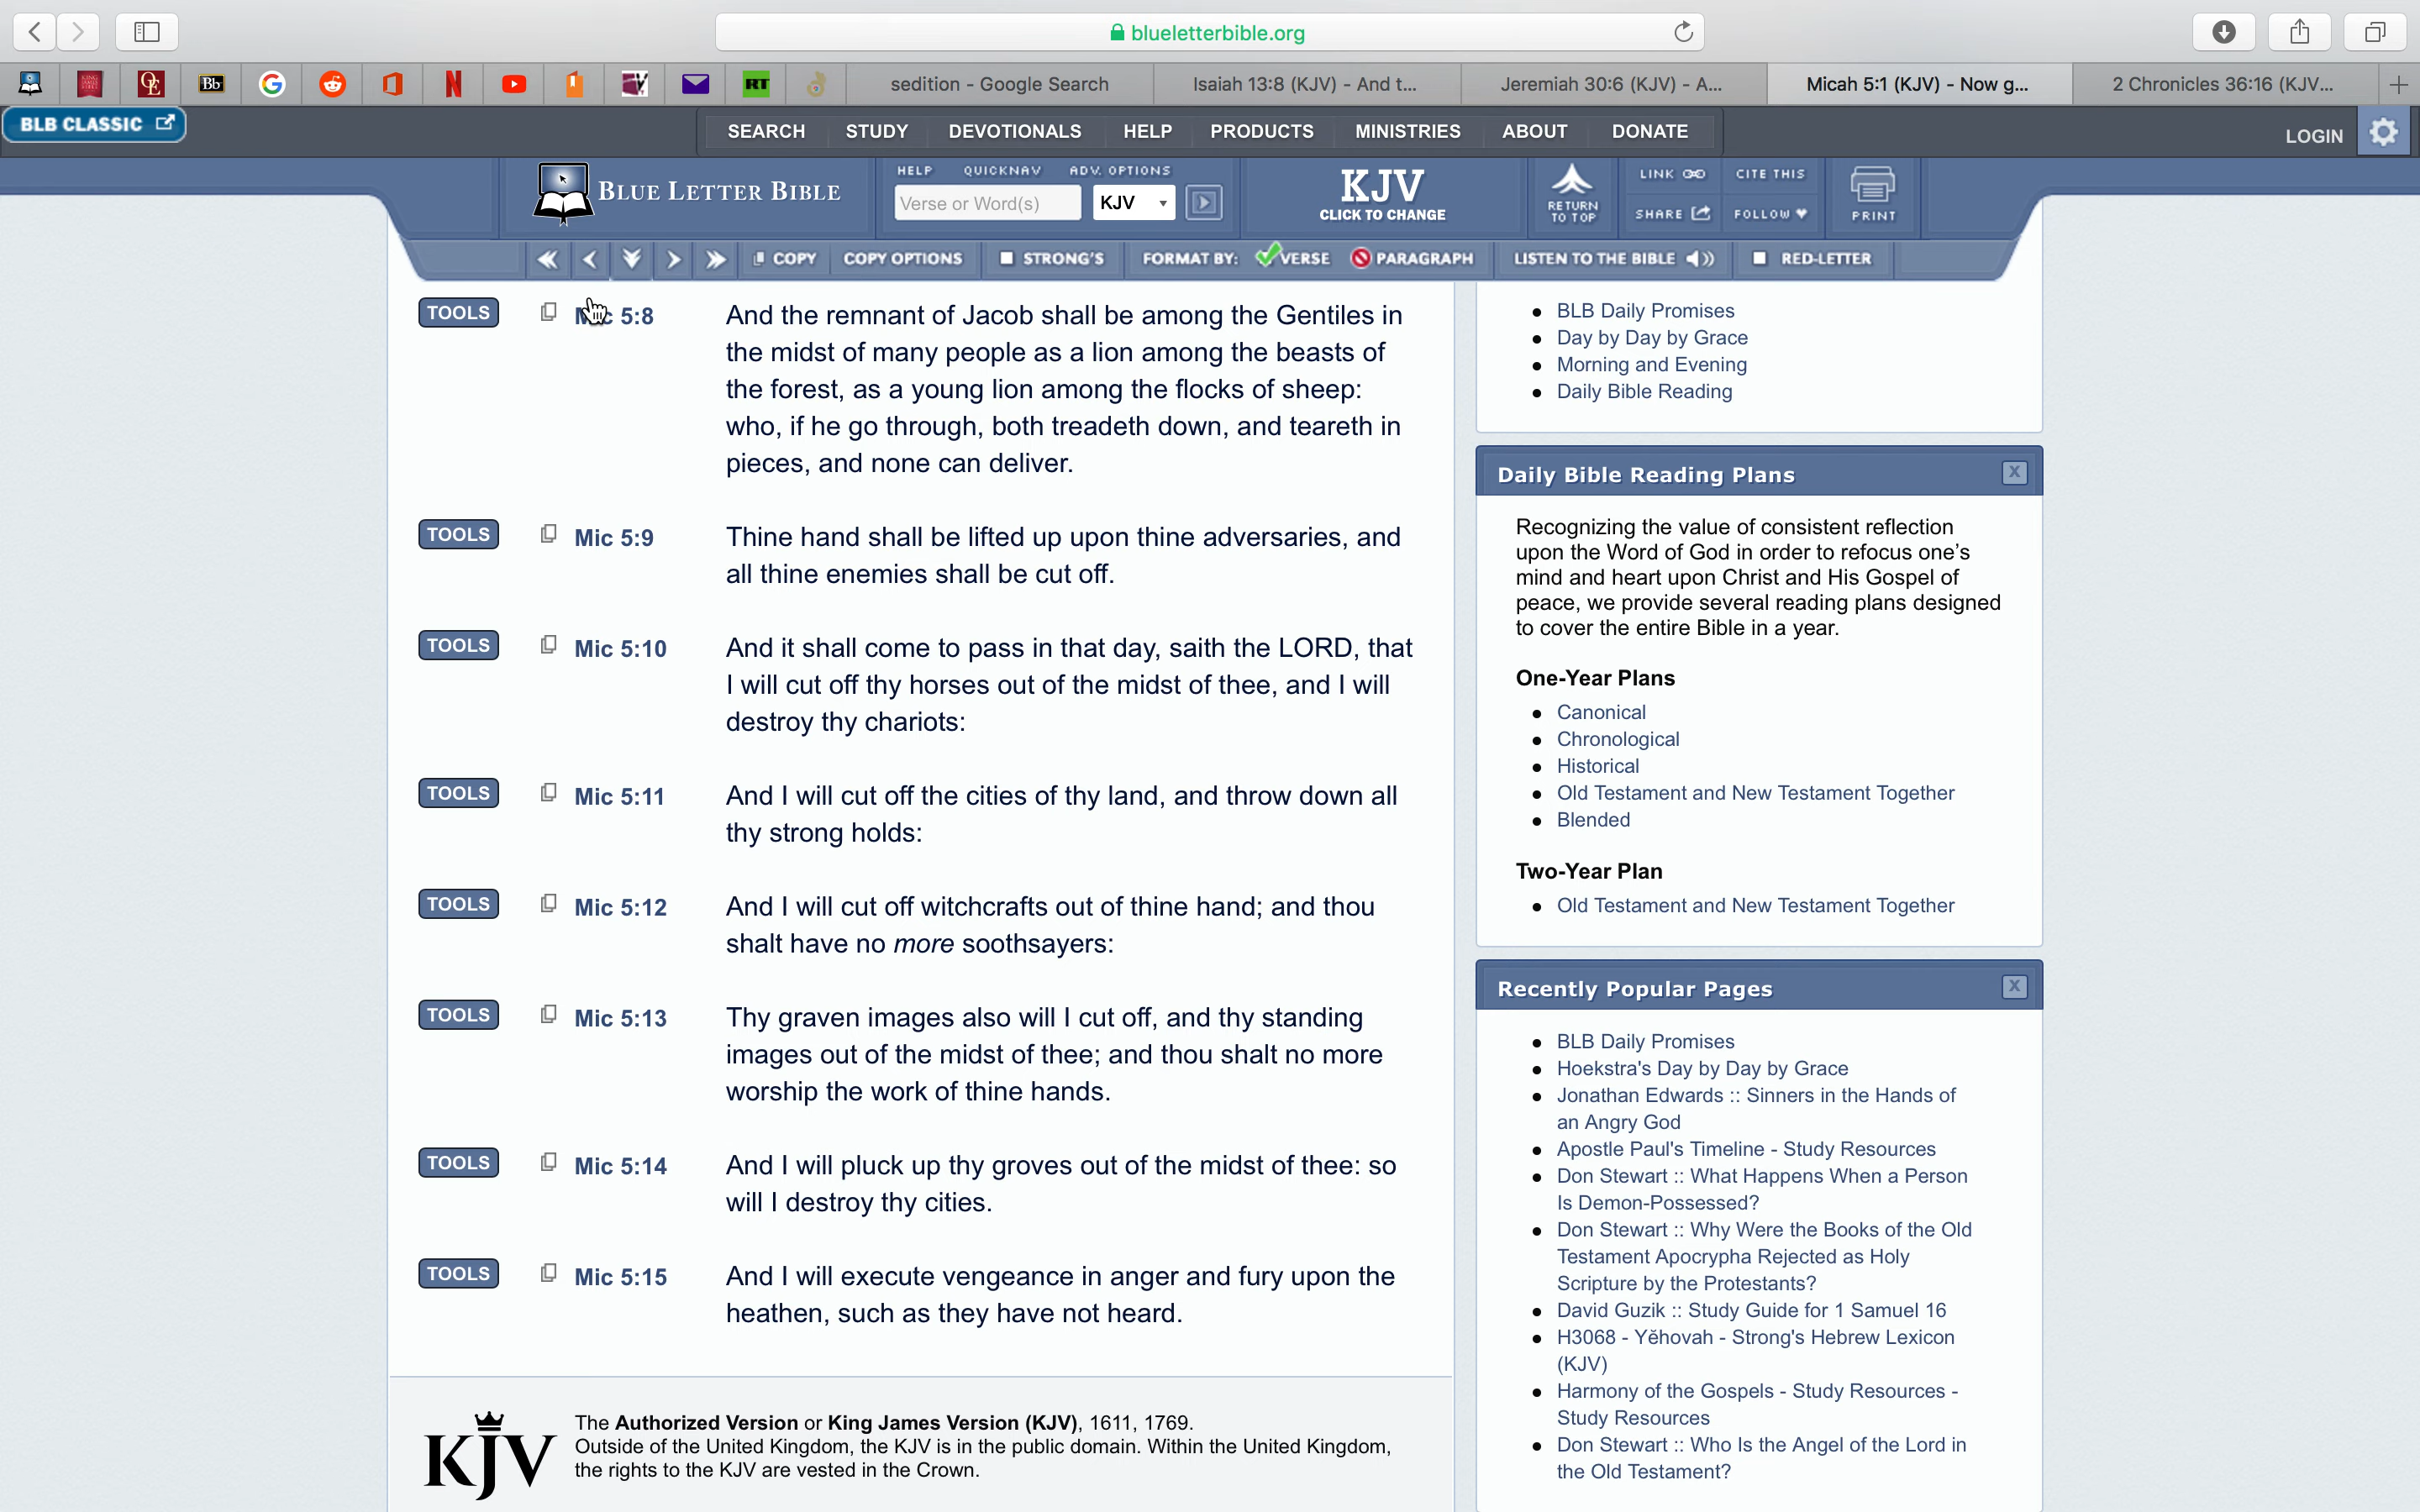 blueletterbible.org
Bb
RT
sedition - Google Search
Isaiah 13:8 (KJV) - And t...
Jeremiah 30:6 (KJV) - A...
Micah 5:1 (KJV) - Now g...
2 Chronicles 36:16 (KJV...
BLB CLASSIC
SEARCH STUDY DEVOTIONALS HELP PRODUCTS MINISTRIES ABOUT DONATE
LOGIN
BLUE LETTER BIBLE
HELP QUICKNAV ADV. OPTIONS
Verse or Word(s)
KJV
KJV
CLICK TO CHANGE
RETURN
TO TOP
LINK CITE THIS
SHARE FOLLOW
PRINT
COPY COPY OPTIONS STRONG'S FORMAT BY: VERSE PARAGRAPH LISTEN TO THE BIBLE RED-LETTER
TOOLS Mic 5:8 And the remnant of Jacob shall be among the Gentiles in
the midst of many people as a lion among the beasts of
the forest, as a young lion among the flocks of sheep:
who, if he go through, both treadeth down, and teareth in
pieces, and none can deliver.
TOOLS Mic 5:9 Thine hand shall be lifted up upon thine adversaries, and
all thine enemies shall be cut off.
TOOLS Mic 5:10 And it shall come to pass in that day, saith the LORD, that
I will cut off thy horses out of the midst of thee, and I will
destroy thy chariots:
TOOLS Mic 5:11 And I will cut off the cities of thy land, and throw down all
thy strong holds:
TOOLS Mic 5:12 And I will cut off witchcrafts out of thine hand; and thou
shalt have no more soothsayers:
TOOLS Mic 5:13 Thy graven images also will I cut off, and thy standing
images out of the midst of thee; and thou shalt no more
worship the work of thine hands.
TOOLS Mic 5:14 And I will pluck up thy groves out of the midst of thee: so
will I destroy thy cities.
TOOLS Mic 5:15 And I will execute vengeance in anger and fury upon the
heathen, such as they have not heard.
KJV
The Authorized Version or King James Version (KJV), 1611, 1769.
Outside of the United Kingdom, the KJV is in the public domain. Within the United Kingdom,
the rights to the KJV are vested in the Crown.
BLB Daily Promises
Day by Day by Grace
Morning and Evening
Daily Bible Reading
Daily Bible Reading Plans X
Recognizing the value of consistent reflection
upon the Word of God in order to refocus one's
mind and heart upon Christ and His Gospel of
peace, we provide several reading plans designed
to cover the entire Bible in a year.
One-Year Plans
Canonical
Chronological
Historical
Old Testament and New Testament Together
Blended
Two-Year Plan
Old Testament and New Testament Together
Recently Popular Pages X
BLB Daily Promises
Hoekstra's Day by Day by Grace
Jonathan Edwards :: Sinners in the Hands of
an Angry God
Apostle Paul's Timeline - Study Resources
Don Stewart :: What Happens When a Person
Is Demon-Possessed?
Don Stewart :: Why Were the Books of the Old
Testament Apocrypha Rejected as Holy
Scripture by the Protestants?
David Guzik :: Study Guide for 1 Samuel 16
H3068 - Yĕhovah - Strong's Hebrew Lexicon
(KJV)
Harmony of the Gospels - Study Resources -
Study Resources
Don Stewart :: Who Is the Angel of the Lord in
the Old Testament?